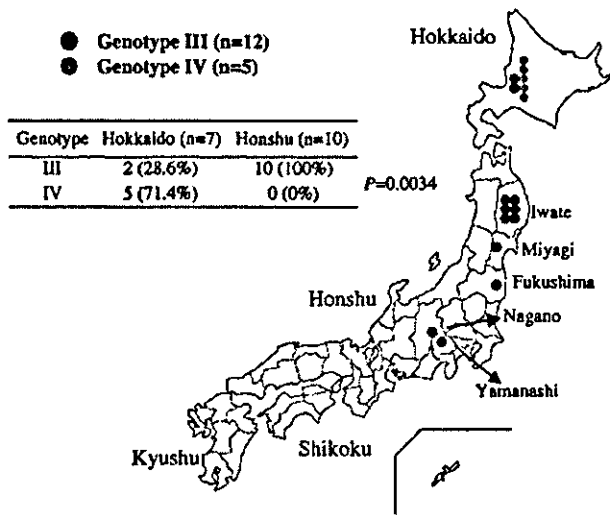 Genotype III (n=12)
Genotype IV (n=5)
Hokkaido
Genotype Hokkaido (n=7) Honshu (n=10)
III 2 (28.6%) 10 (100%)
IV 5 (71.4%) 0 (0%)
P=0.0034
Iwate
Miyagi
Fukushima
Honshu
Nagano
Yamanashi
Shikoku
Kyushu